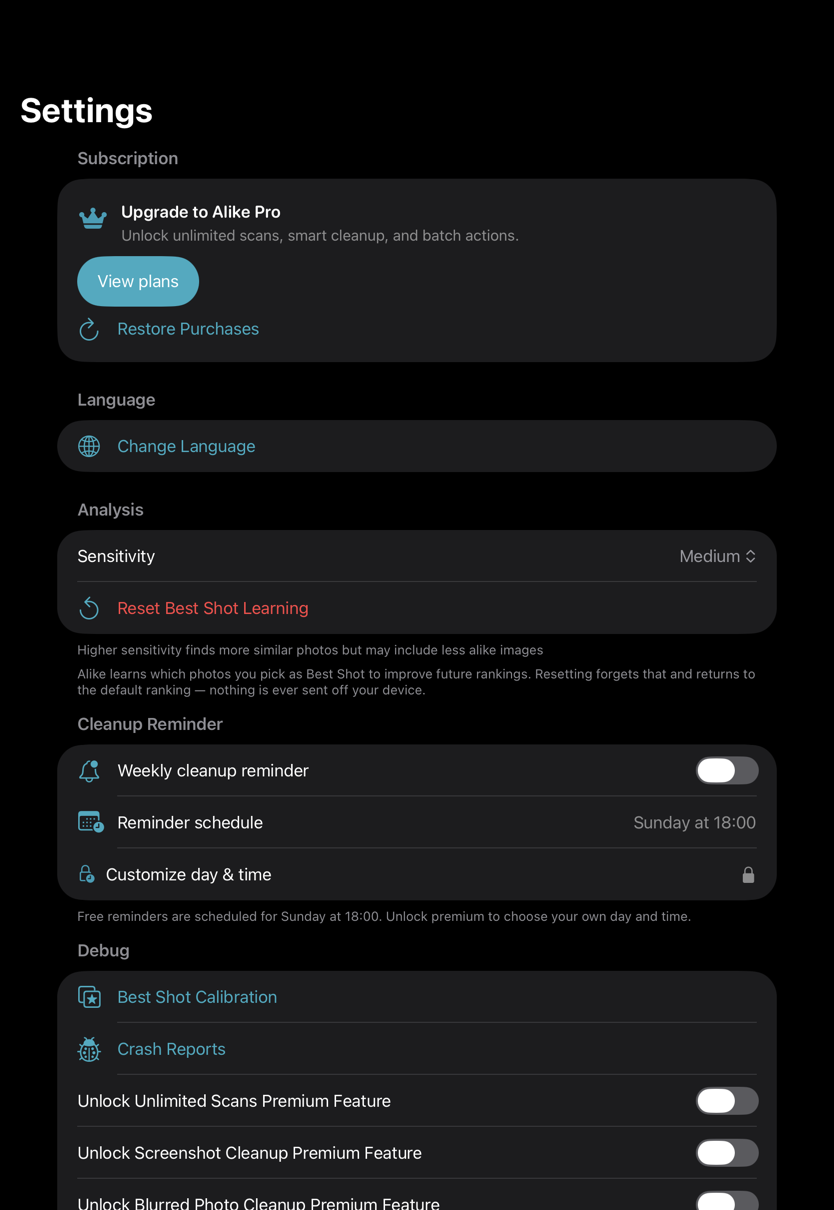 Settings
Subscription
Upgrade to Alike Pro
Unlock unlimited scans, smart cleanup, and batch actions.
View plans
Restore Purchases
Language
Change Language
Analysis
Sensitivity
Medium
Reset Best Shot Learning
Higher sensitivity finds more similar photos but may include less alike images
Alike learns which photos you pick as Best Shot to improve future rankings. Resetting forgets that and returns to
the default ranking — nothing is ever sent off your device.
Cleanup Reminder
Weekly cleanup reminder
Reminder schedule
Sunday at 18:00
Customize day & time
Free reminders are scheduled for Sunday at 18:00. Unlock premium to choose your own day and time.
Debug
Best Shot Calibration
Crash Reports
Unlock Unlimited Scans Premium Feature
Unlock Screenshot Cleanup Premium Feature
Unlock Blurred Photo Cleanup Premium Feature